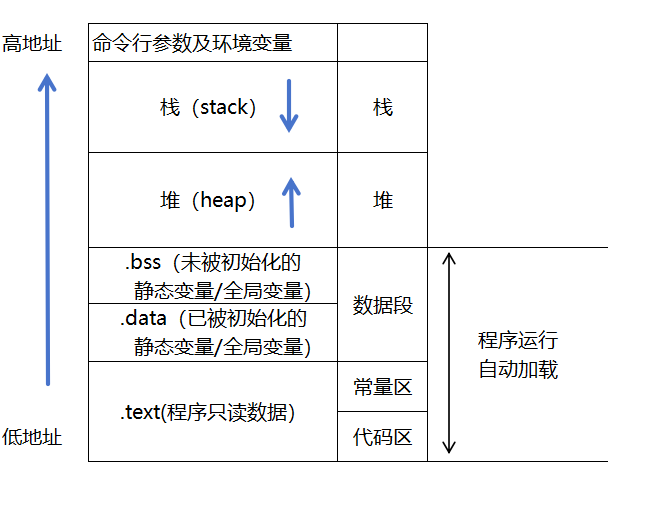 高地址
命令行参数及环境变量
栈（stack）
栈
堆（heap）
堆
.bss（未被初始化的
静态变量/全局变量）
数据段
.data（已被初始化的
静态变量/全局变量）
程序运行
自动加载
常量区
.text(程序只读数据）
低地址
代码区